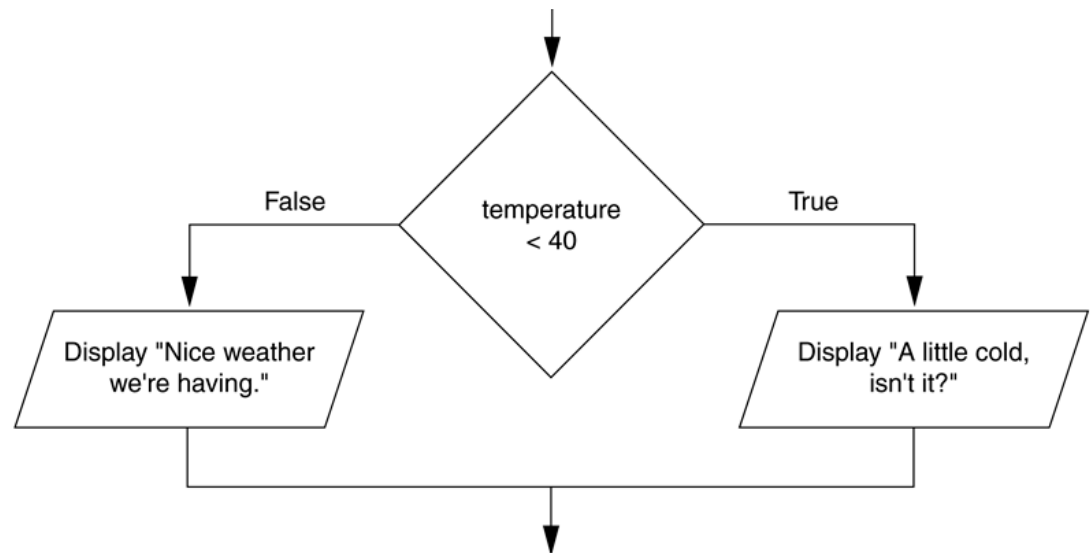 False
temperature
< 40
True
Display "Nice weather
we're having."
Display "A little cold,
isn't it?"